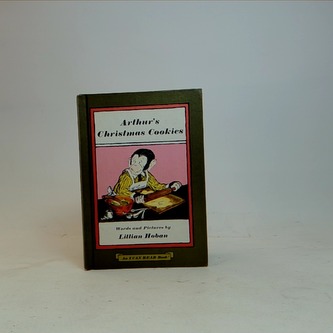 Arthur's
Christmas Cookies
Words and Pictures by
Lillian Hoban
An I CAN READ Book